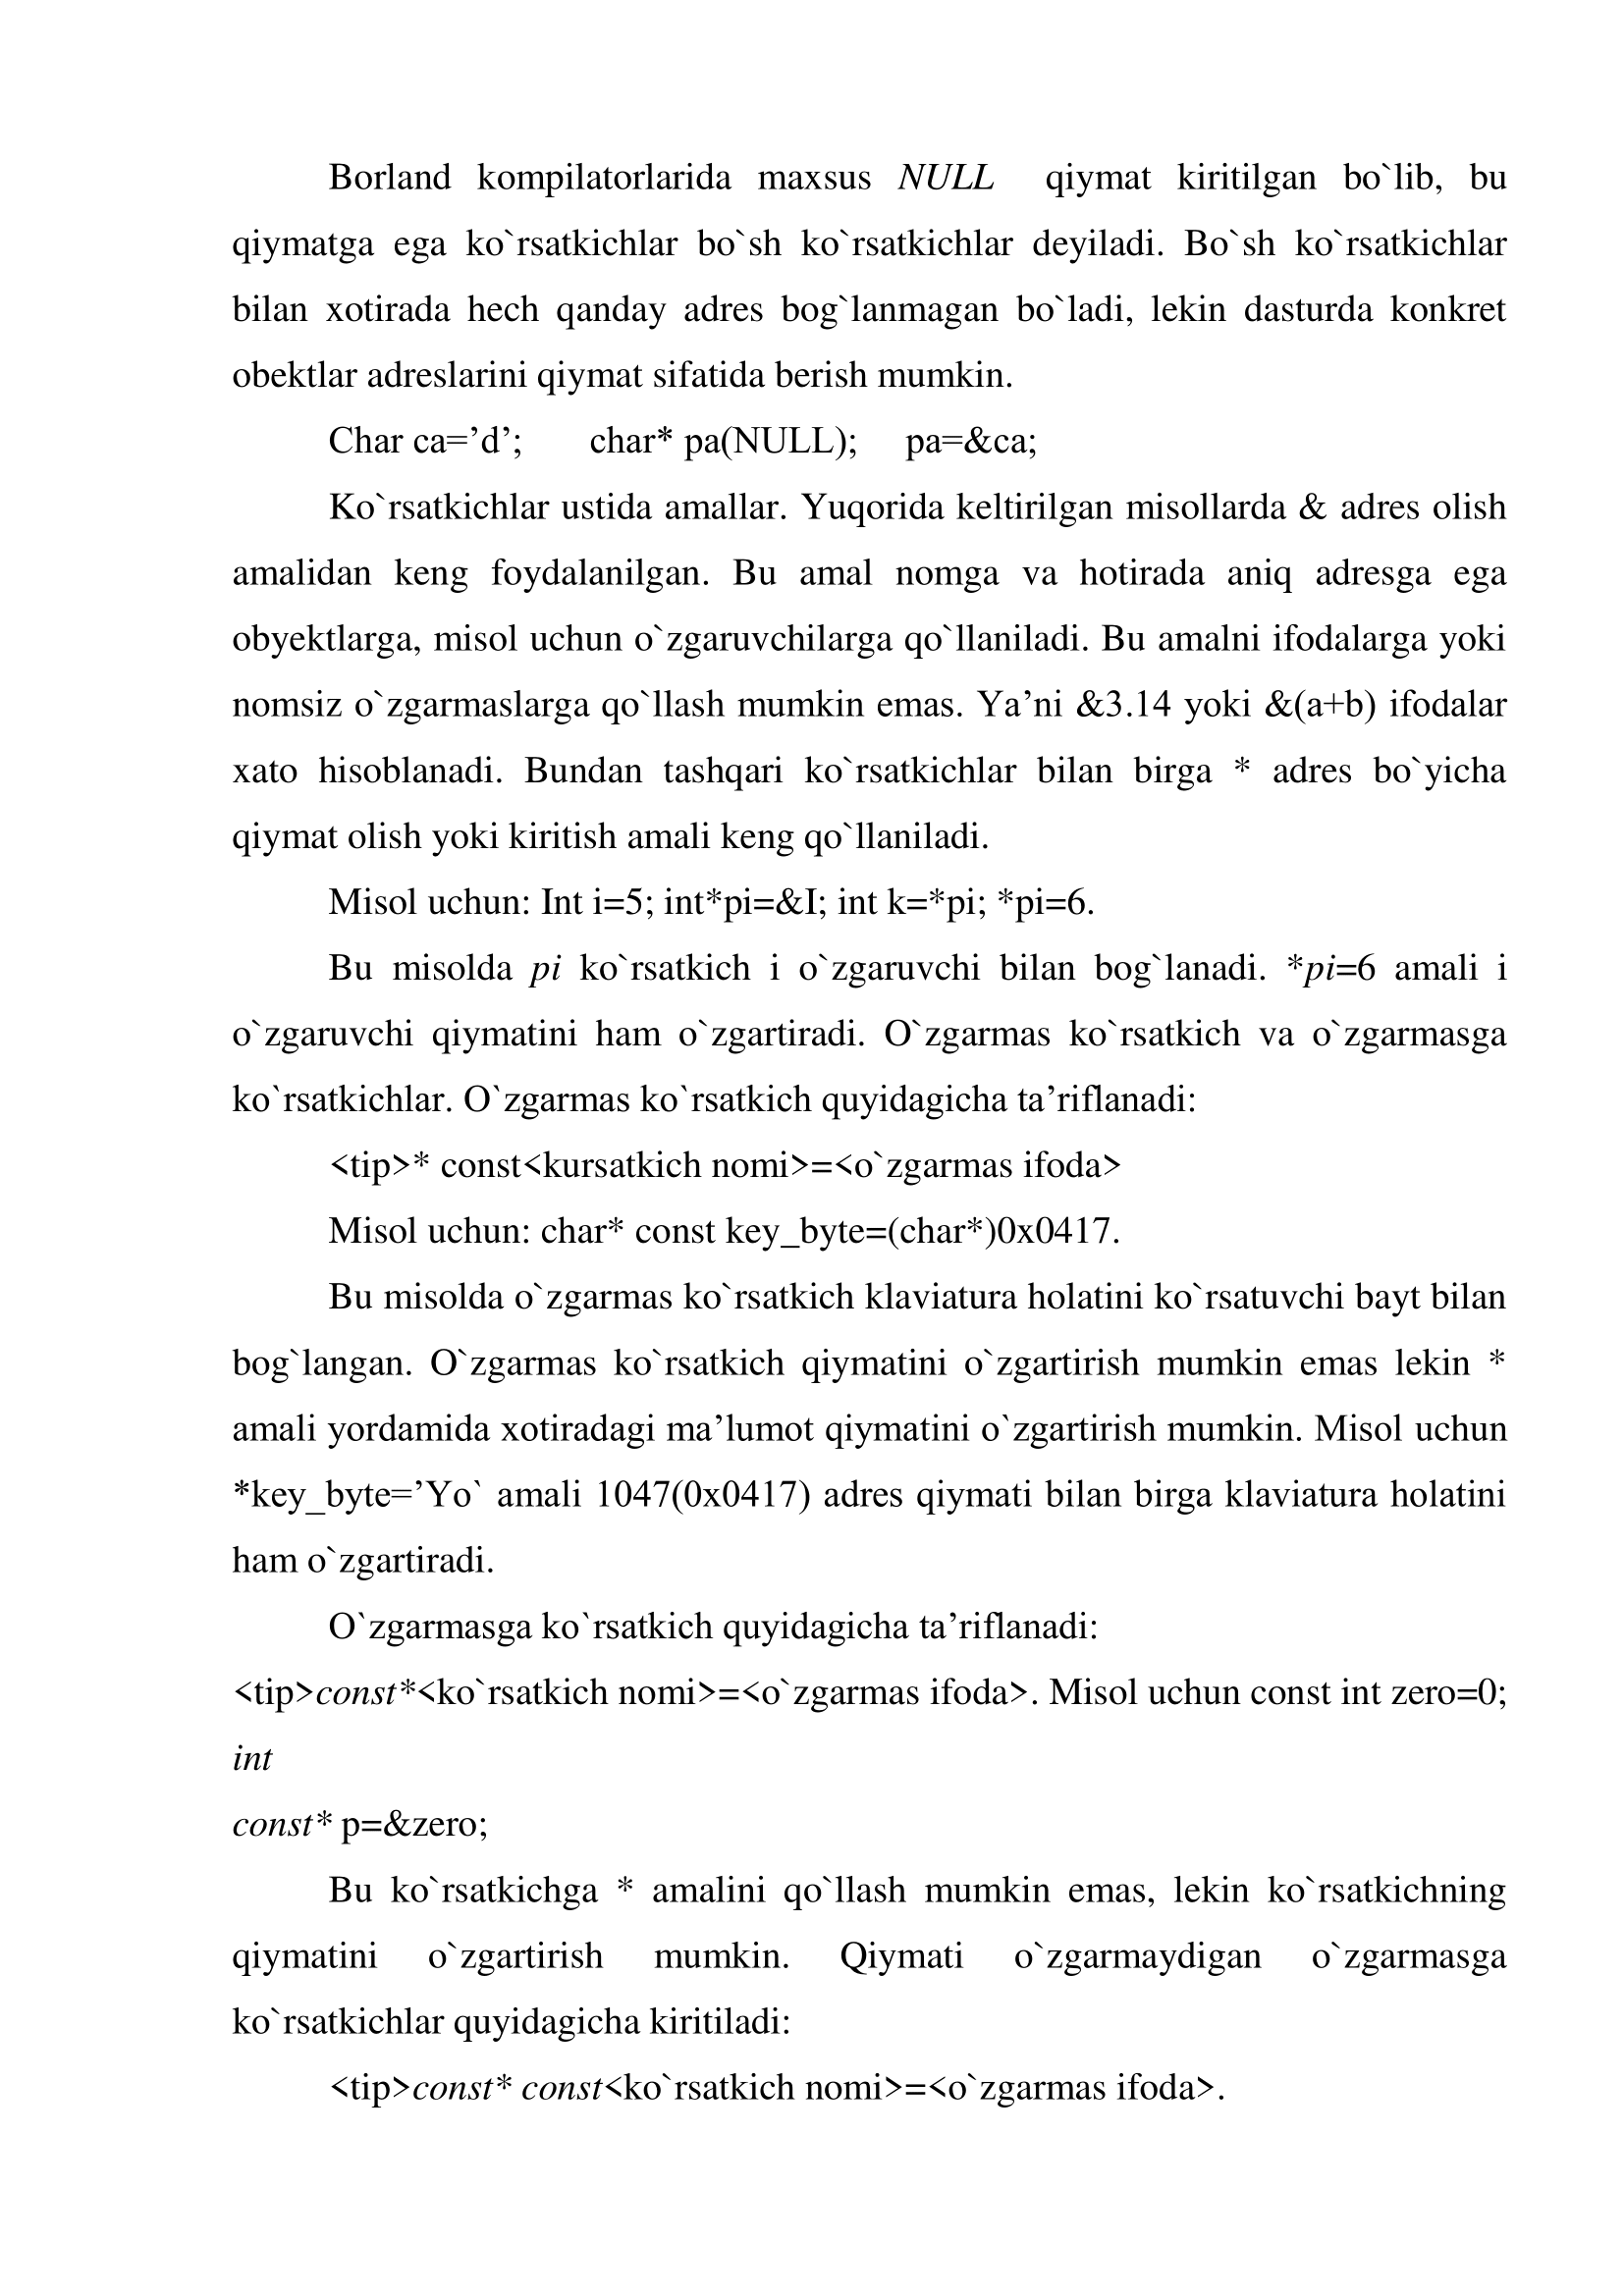 Borland kompilatorlarida maxsus NULL qiymat kiritilgan bo`lib, bu
qiymatga ega ko`rsatkichlar bo`sh ko`rsatkichlar deyiladi. Bo`sh ko`rsatkichlar
bilan xotirada hech qanday adres bog`lanmagan bo`ladi, lekin dasturda konkret
obektlar adreslarini qiymat sifatida berish mumkin.
Char ca=’d’; char* pa(NULL); pa=&ca;
Ko`rsatkichlar ustida amallar. Yuqorida keltirilgan misollarda & adres olish
amalidan keng foydalanilgan. Bu amal nomga va hotirada aniq adresga ega
obyektlarga, misol uchun o`zgaruvchilarga qo`llaniladi. Bu amalni ifodalarga yoki
nomsiz o`zgarmaslarga qo`llash mumkin emas. Ya’ni &3.14 yoki &(a+b) ifodalar
xato hisoblanadi. Bundan tashqari ko`rsatkichlar bilan birga * adres bo`yicha
qiymat olish yoki kiritish amali keng qo`llaniladi.
Misol uchun: Int i=5; int*pi=&I; int k=*pi; *pi=6.
Bu misolda pi ko`rsatkich i o`zgaruvchi bilan bog`lanadi. *pi=6 amali i
o`zgaruvchi qiymatini ham o`zgartiradi. O`zgarmas ko`rsatkich va o`zgarmasga
ko`rsatkichlar. O`zgarmas ko`rsatkich quyidagicha ta’riflanadi:
<tip>* const<kursatkich nomi>=<o`zgarmas ifoda>
Misol uchun: char* const key_byte=(char*)0x0417.
Bu misolda o`zgarmas ko`rsatkich klaviatura holatini ko`rsatuvchi bayt bilan
bog`langan. O`zgarmas ko`rsatkich qiymatini o`zgartirish mumkin emas lekin *
amali yordamida xotiradagi ma’lumot qiymatini o`zgartirish mumkin. Misol uchun
*key_byte=’Yo` amali 1047(0x0417) adres qiymati bilan birga klaviatura holatini
ham o`zgartiradi.
O`zgarmasga ko`rsatkich quyidagicha ta’riflanadi:
<tip>const*<ko`rsatkich nomi>=<o`zgarmas ifoda>. Misol uchun const int zero=0;
int
const* p=&zero;
Bu ko`rsatkichga * amalini qo`llash mumkin emas, lekin ko`rsatkichning
qiymatini o`zgartirish mumkin. Qiymati o`zgarmaydigan o`zgarmasga
ko`rsatkichlar quyidagicha kiritiladi:
<tip>const* const<ko`rsatkich nomi>=<o`zgarmas ifoda>.